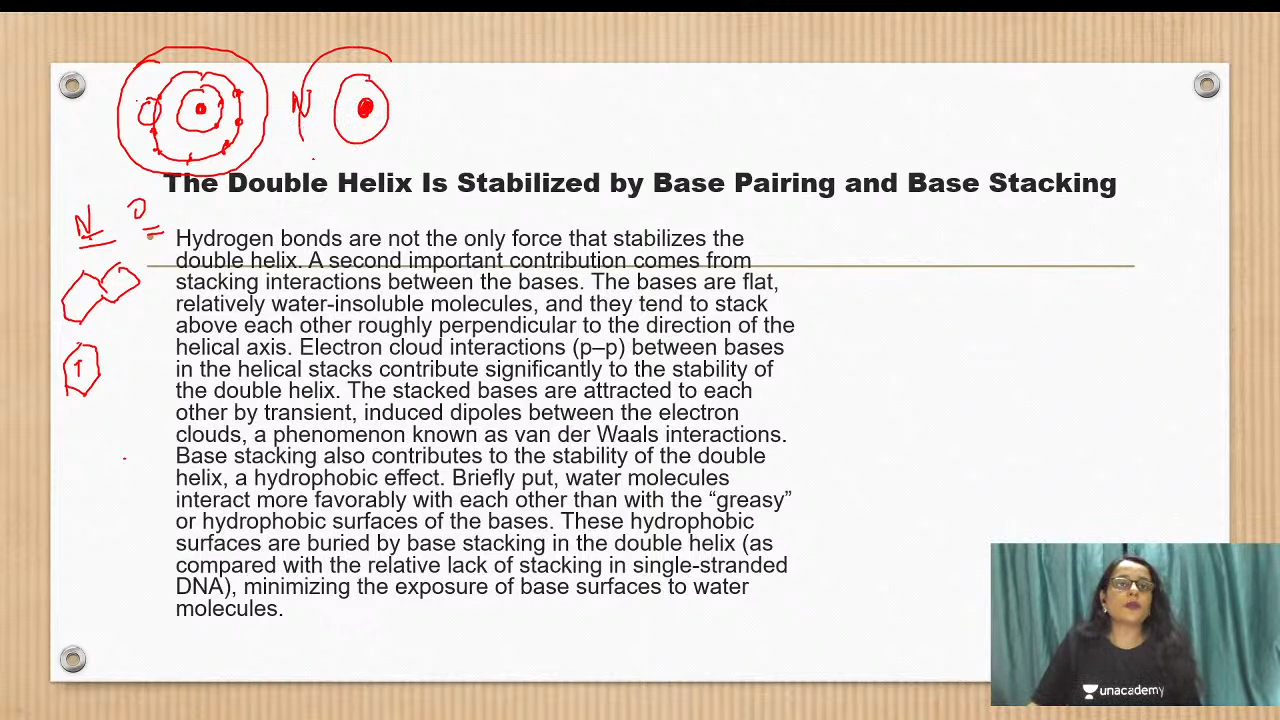 N
The Double Helix Is Stabilized by Base Pairing and Base Stacking
N
Hydrogen bonds are not the only force that stabilizes the
double helix. A second important contribution comes from
stacking interactions between the bases. The bases are flat,
relatively water-insoluble molecules, and they tend to stack
above each other roughly perpendicular to the direction of the
helical axis. Electron cloud interactions (p–p) between bases
in the helical stacks contribute significantly to the stability of
the double helix. The stacked bases are attracted to each
other by transient, induced dipoles between the electron
clouds, a phenomenon known as van der Waals interactions.
Base stacking also contributes to the stability of the double
helix, a hydrophobic effect. Briefly put, water molecules
interact more favorably with each other than with the “greasy”
or hydrophobic surfaces of the bases. These hydrophobic
surfaces are buried by base stacking in the double helix (as
compared with the relative lack of stacking in single-stranded
DNA), minimizing the exposure of base surfaces to water
molecules.
unacademy